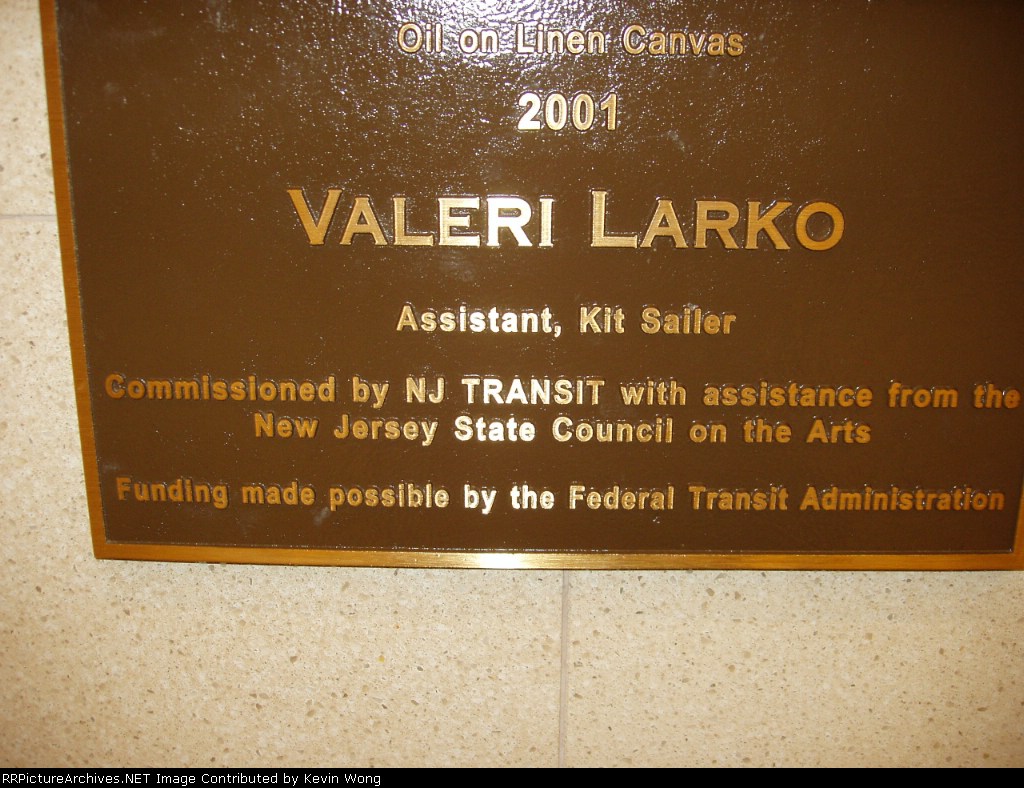 Oil on Linen Canvas
2001
VALERI LARKO
Assistant, Kit Sailer
Commissioned by NJ TRANSIT with assistance from the
New Jersey State Council on the Arts
Funding made possible by the Federal Transit Administration
RRPictureArchives.NET Image Contributed by Kevin Wong